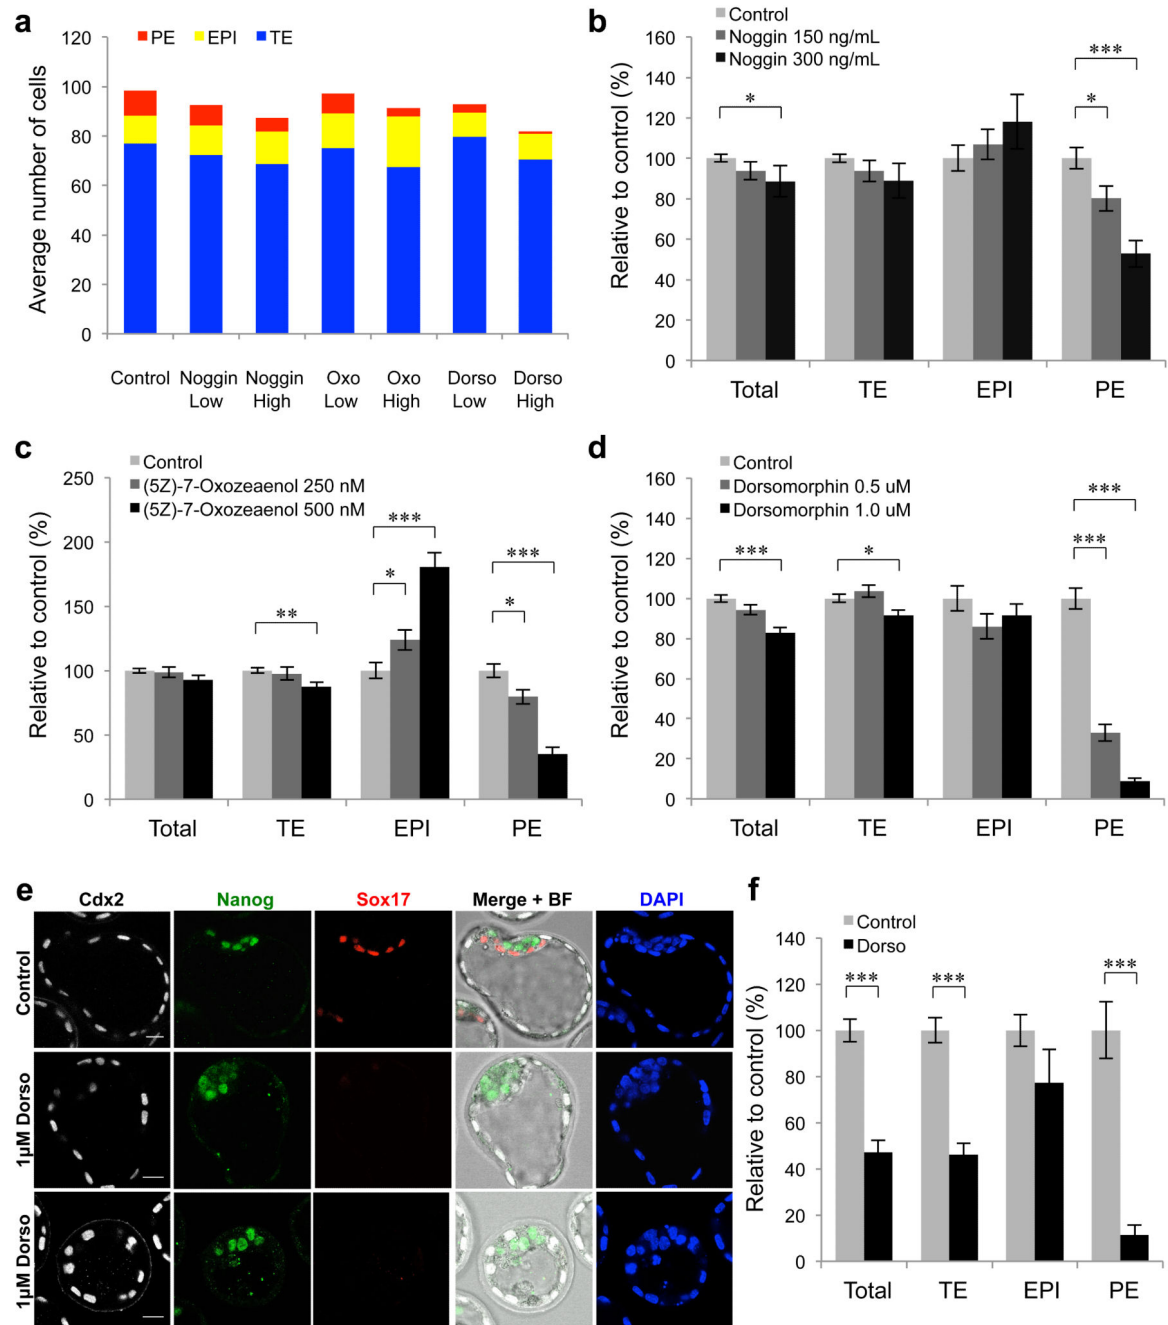 a
PE EPI TE
Average number of cells
120
100
80
60
40
20
0
Control Noggin Low Noggin High Oxo Low Oxo High Dorso Low Dorso High
b
Control
Noggin 150 ng/mL
Noggin 300 ng/mL
Relative to control (%)
160
140
120
100
80
60
40
20
0
* * ***
Total TE EPI PE
c
Control
(5Z)-7-Oxozeaenol 250 nM
(5Z)-7-Oxozeaenol 500 nM
Relative to control (%)
250
200
150
100
50
0
** * *** * ***
Total TE EPI PE
d
Control
Dorsomorphin 0.5 uM
Dorsomorphin 1.0 uM
Relative to control (%)
160
140
120
100
80
60
40
20
0
*** * *** ***
Total TE EPI PE
e
Cdx2 Nanog Sox17 Merge + BF DAPI
Control
1µM Dorso
1µM Dorso
f
Control
Dorso
Relative to control (%)
140
120
100
80
60
40
20
0
*** *** ***
Total TE EPI PE